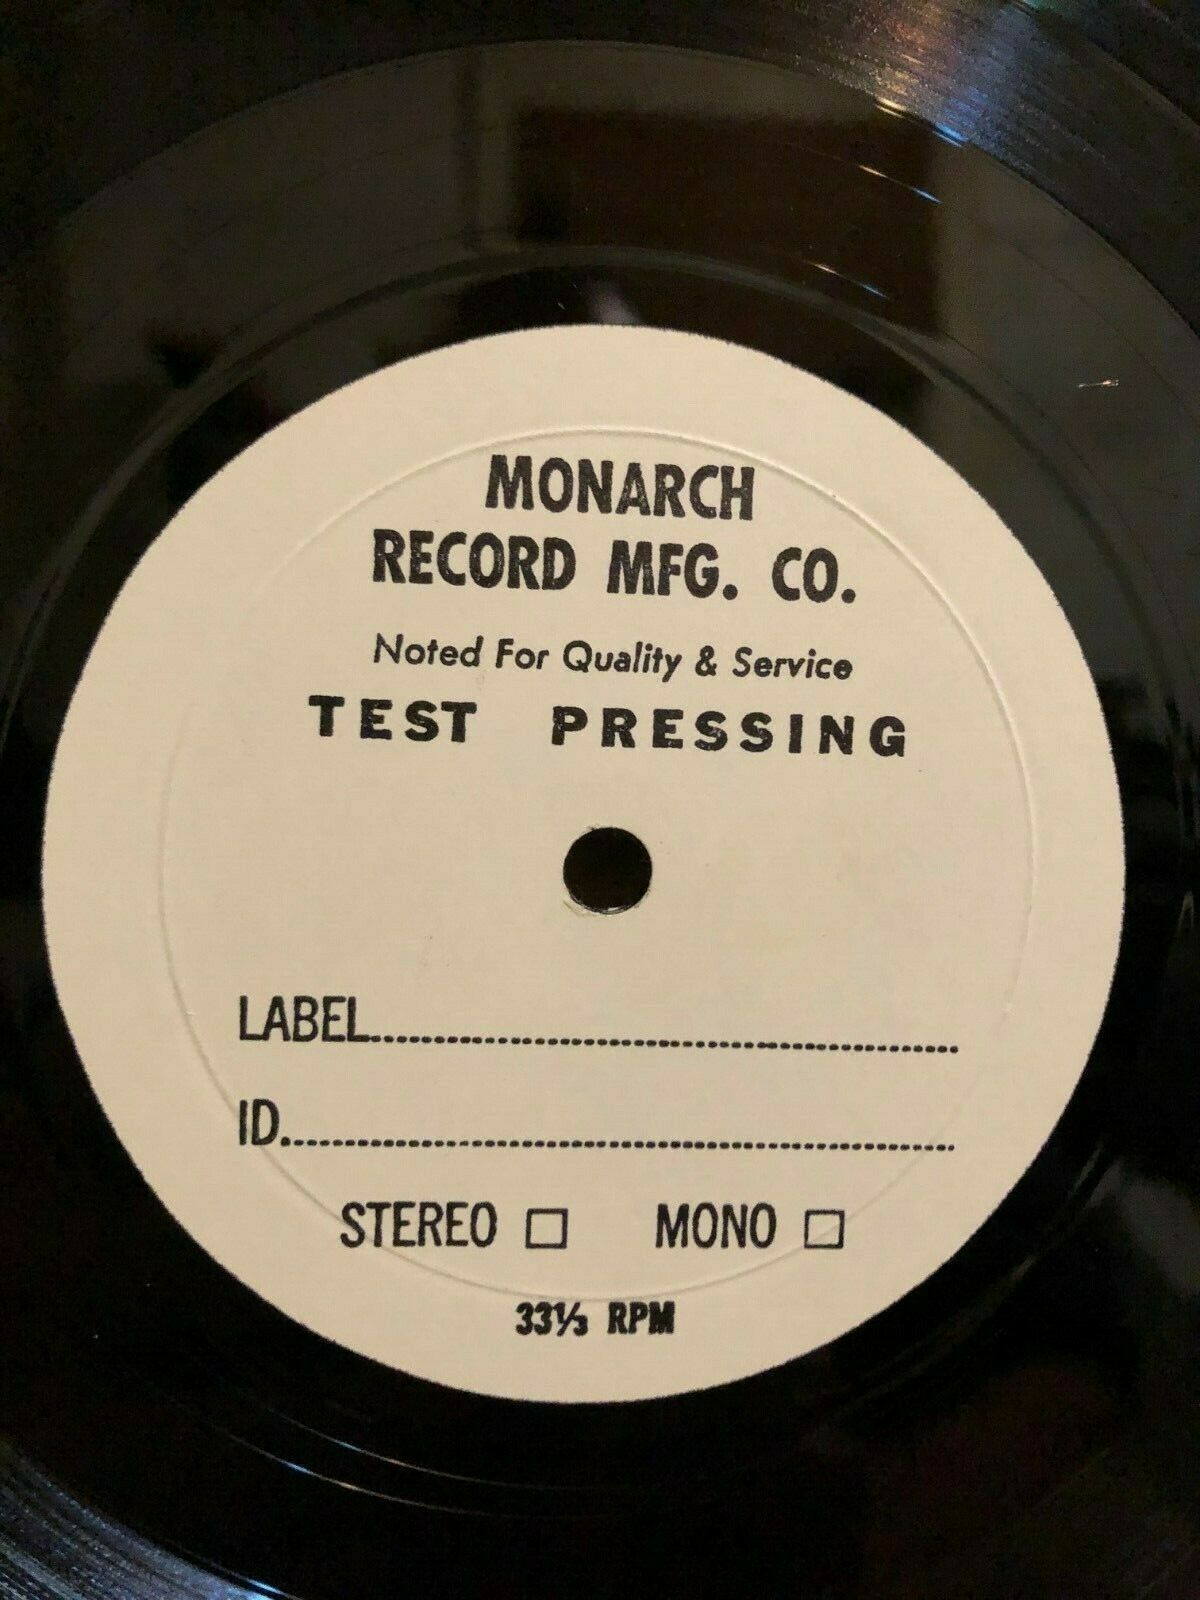 MONARCH
RECORD MFG. CO.
Noted For Quality & Service
TEST PRESSING
LABEL..........................................................
ID..........................................................
STEREO □ MONO □
33⅓ RPM